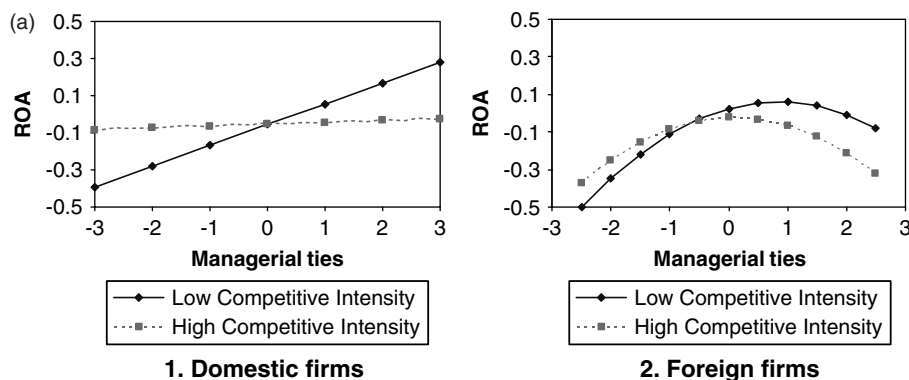 (a)
0.5
0.3
0.1
-0.1
-0.3
-0.5
ROA
-3 -2 -1 0 1 2 3
Managerial ties
Low Competitive Intensity
High Competitive Intensity
1. Domestic firms
0.5
0.3
0.1
-0.1
-0.3
-0.5
ROA
-3 -2 -1 0 1 2 3
Managerial ties
Low Competitive Intensity
High Competitive Intensity
2. Foreign firms